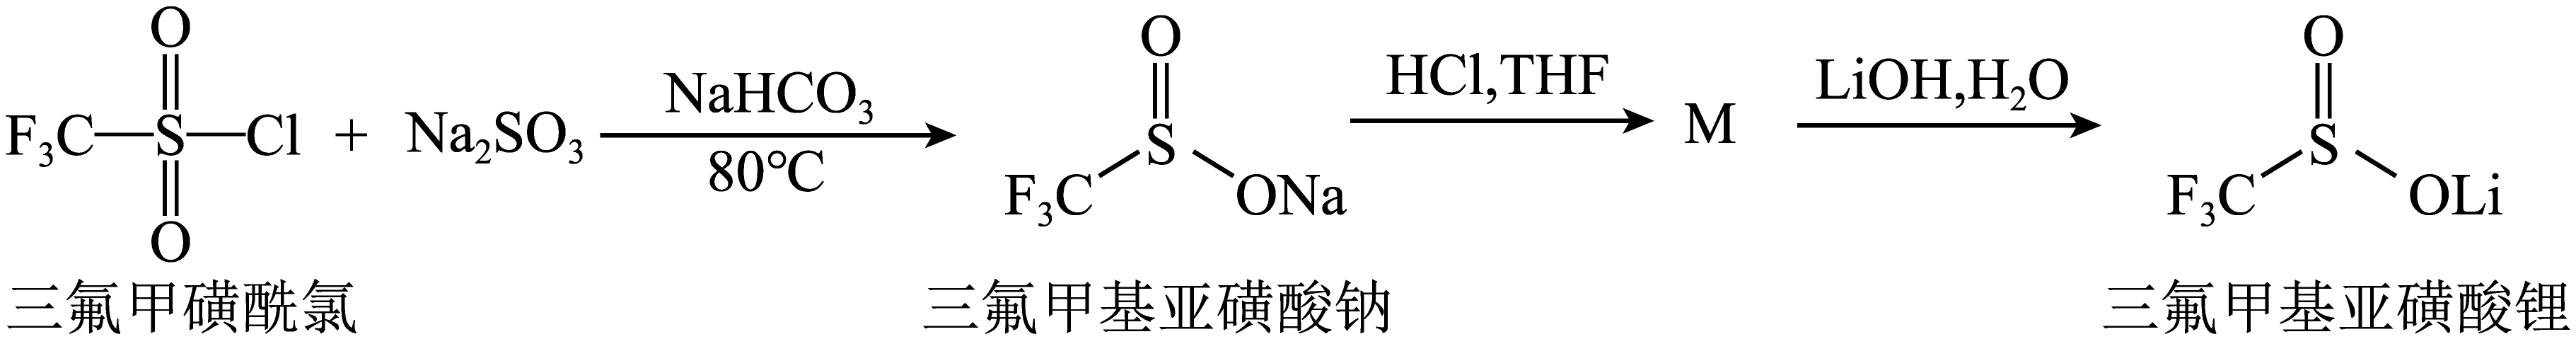 O
F₃C—S—Cl + Na₂SO₃
O
NaHCO₃
80℃
O
S
F₃C ONa
HCl,THF
M
LiOH,H₂O
O
S
F₃C OLi
三氟甲磺酰氯
三氟甲基亚磺酸钠
三氟甲基亚磺酸锂